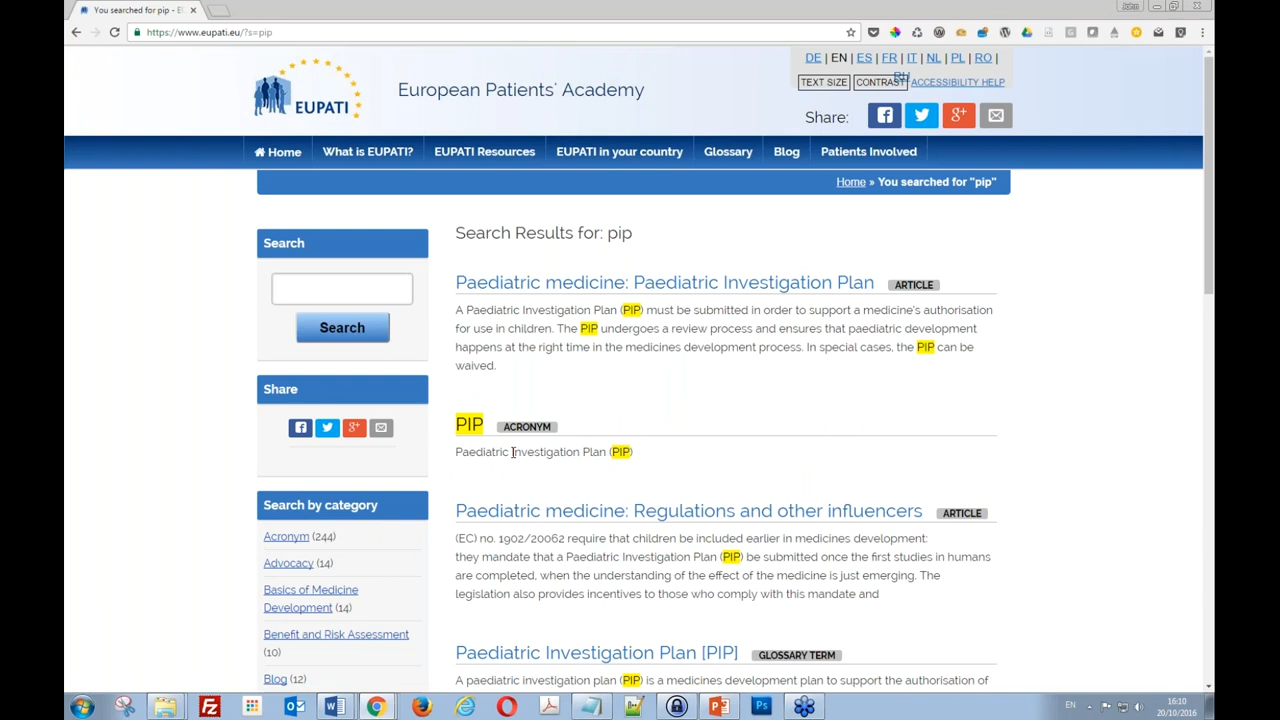 You searched for pip - E
John
https://www.eupati.eu/?s=pip
DE | EN | ES | FR | IT | NL | PL | RO |
RU
TEXT SIZE CONTRAST ACCESSIBILITY HELP
EUPATI
European Patients' Academy
Share:
Home What is EUPATI? EUPATI Resources EUPATI in your country Glossary Blog Patients Involved
Home » You searched for "pip"
Search
Search
Share
Search by category
Acronym (244)
Advocacy (14)
Basics of Medicine
Development (14)
Benefit and Risk Assessment
(10)
Blog (12)
Search Results for: pip
Paediatric medicine: Paediatric Investigation Plan ARTICLE
A Paediatric Investigation Plan (PIP) must be submitted in order to support a medicine's authorisation
for use in children. The PIP undergoes a review process and ensures that paediatric development
happens at the right time in the medicines development process. In special cases, the PIP can be
waived.
PIP ACRONYM
Paediatric Investigation Plan (PIP)
Paediatric medicine: Regulations and other influencers ARTICLE
(EC) no. 1902/20062 require that children be included earlier in medicines development:
they mandate that a Paediatric Investigation Plan (PIP) be submitted once the first studies in humans
are completed, when the understanding of the effect of the medicine is just emerging. The
legislation also provides incentives to those who comply with this mandate and
Paediatric Investigation Plan [PIP] GLOSSARY TERM
A paediatric investigation plan (PIP) is a medicines development plan to support the authorisation of
EN
16:10
20/10/2016